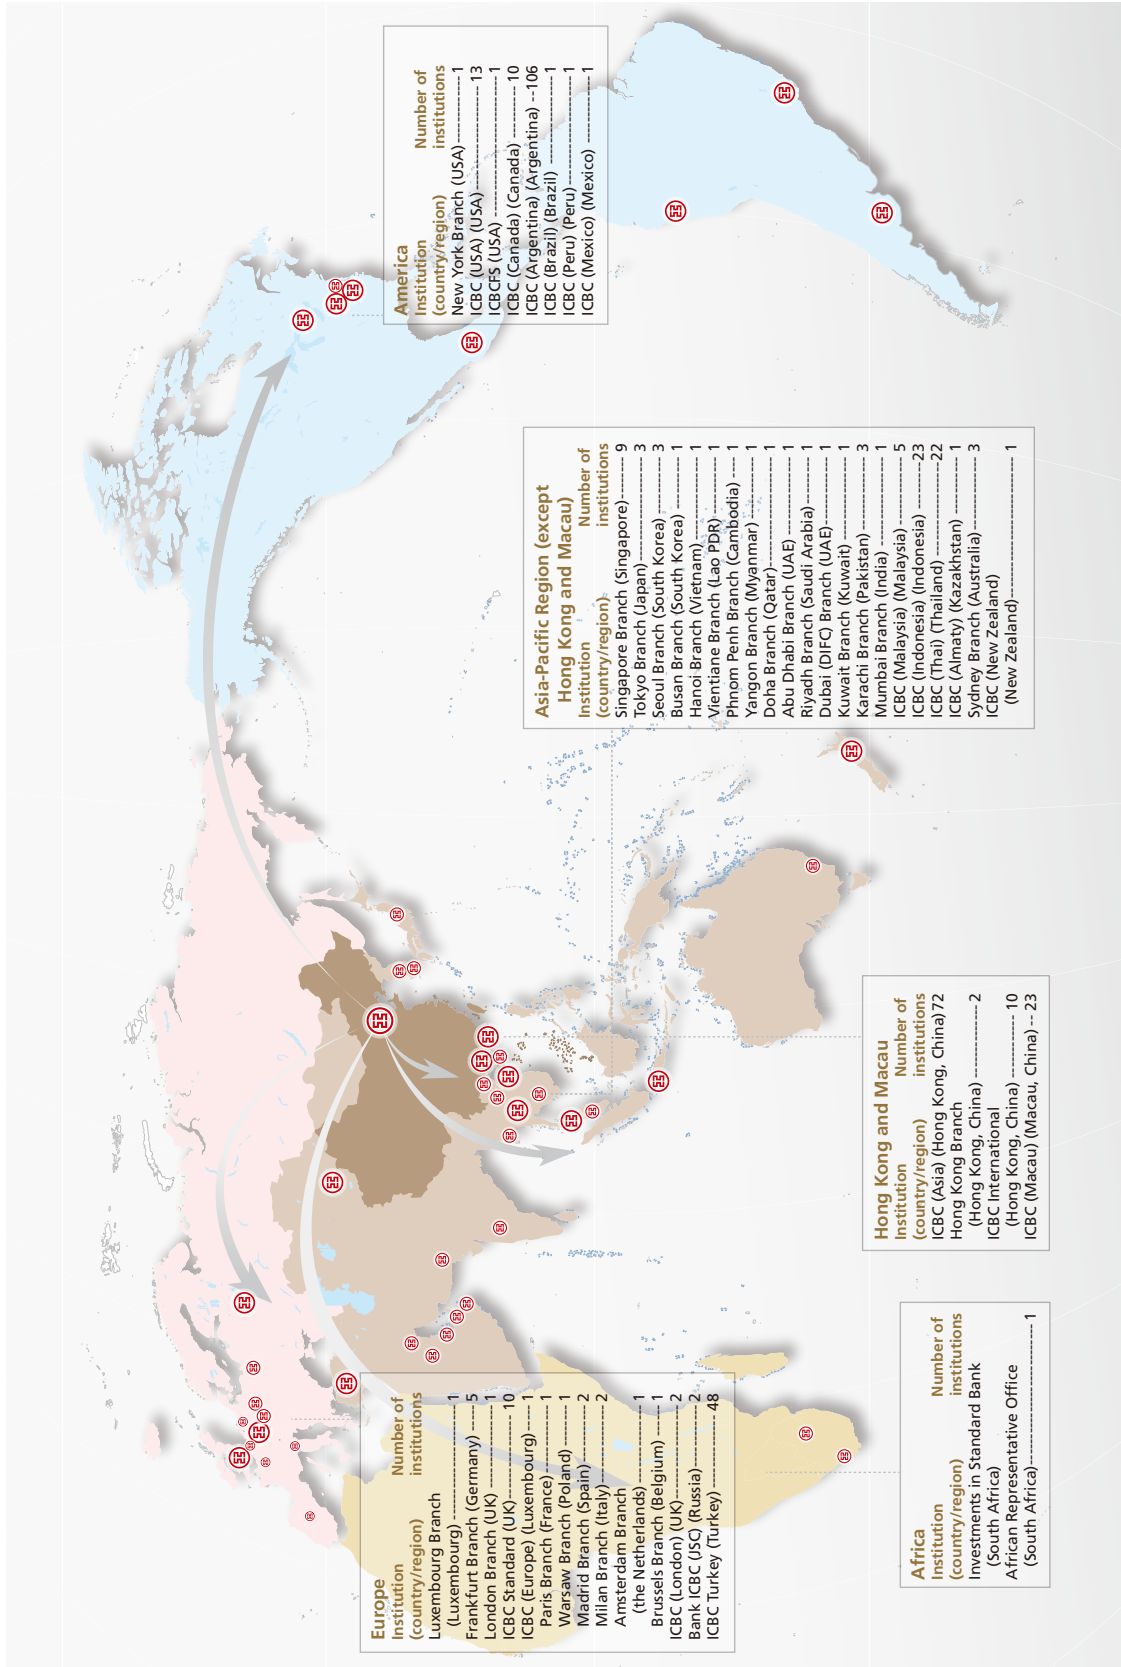 Europe
Institution
(country/region)
Number of
institutions
Luxembourg Branch
(Luxembourg) ---------------- 1
Frankfurt Branch (Germany) ---- 5
London Branch (UK) ------------- 1
ICBC Standard (UK)------------- 10
ICBC (Europe) (Luxembourg)---- 1
Paris Branch (France)------------- 1
Warsaw Branch (Poland)--------- 1
Madrid Branch (Spain)------------ 2
Milan Branch (Italy)--------------- 2
Amsterdam Branch
(the Netherlands) --------------- 1
Brussels Branch (Belgium) ------- 1
ICBC (London) (UK)--------------- 2
Bank ICBC (JSC) (Russia)--------- 2
ICBC Turkey (Turkey)------------- 48
Africa
Institution
(country/region)
Number of
institutions
Investments in Standard Bank
(South Africa)
African Representative Office
(South Africa)------------------------ 1
Hong Kong and Macau
Institution
(country/region)
Number of
institutions
ICBC (Asia) (Hong Kong, China) 72
Hong Kong Branch
(Hong Kong, China) -------------- 2
ICBC International
(Hong Kong, China) ------------ 10
ICBC (Macau) (Macau, China) -- 23
Asia-Pacific Region (except
Hong Kong and Macau)
Institution
(country/region)
Number of
institutions
Singapore Branch (Singapore)-------- 9
Tokyo Branch (Japan)----------------- 3
Seoul Branch (South Korea) ---------- 3
Busan Branch (South Korea) --------- 1
Hanoi Branch (Vietnam)--------------- 1
Vientiane Branch (Lao PDR)----------- 1
Phnom Penh Branch (Cambodia) ---- 1
Yangon Branch (Myanmar) ----------- 1
Doha Branch (Qatar)------------------- 1
Abu Dhabi Branch (UAE) ------------- 1
Riyadh Branch (Saudi Arabia)--------- 1
Dubai (DIFC) Branch (UAE)------------ 1
Kuwait Branch (Kuwait)--------------- 1
Karachi Branch (Pakistan) ------------ 3
Mumbai Branch (India) --------------- 1
ICBC (Malaysia) (Malaysia) ----------- 5
ICBC (Indonesia) (Indonesia) -------23
ICBC (Thai) (Thailand) ---------------22
ICBC (Almaty) (Kazakhstan) --------- 1
Sydney Branch (Australia)------------ 3
ICBC (New Zealand)
(New Zealand)----------------------- 1
America
Institution
(country/region)
Number of
institutions
New York Branch (USA)------------- 1
ICBC (USA) (USA) ------------------ 13
ICBCFS (USA) ----------------------- 1
ICBC (Canada) (Canada) ---------- 10
ICBC (Argentina) (Argentina) --106
ICBC (Brazil) (Brazil) --------------- 1
ICBC (Peru) (Peru)------------------ 1
ICBC (Mexico) (Mexico) ----------- 1